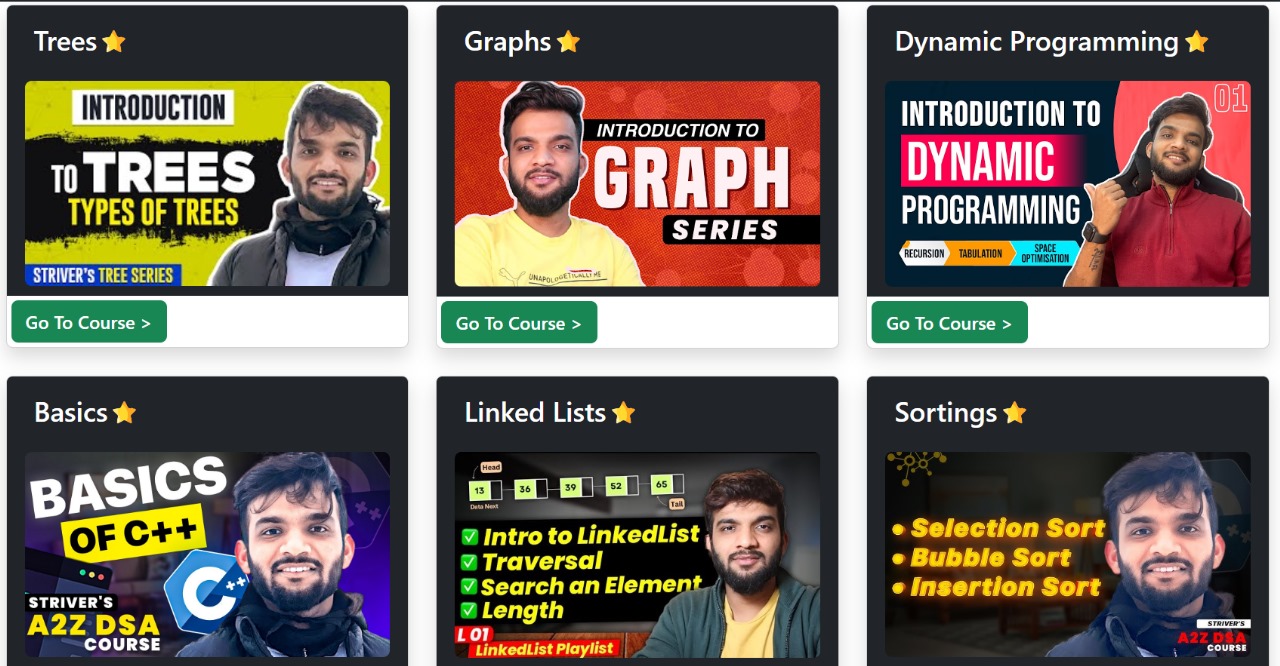 Trees⭐
INTRODUCTION
TO TREES
TYPES OF TREES
STRIVER'S TREE SERIES
Go To Course >
Graphs⭐
INTRODUCTION TO
GRAPH
SERIES
UNAPOLOGETICALLY ME
Go To Course >
Dynamic Programming⭐
01
INTRODUCTION TO
DYNAMIC
PROGRAMMING
RECURSION TABULATION SPACE
OPTIMISATION
Go To Course >
Basics⭐
BASICS
OF C++
C++
STRIVER'S
A2Z DSA
COURSE
Linked Lists⭐
Head
13 36 39 52 65
Data Next
Tail
✅ Intro to LinkedList
✅ Traversal
✅ Search an Element
✅ Length
L 01
LinkedList Playlist
Sortings⭐
• Selection Sort
• Bubble Sort
• Insertion Sort
STRIVER'S
A2Z DSA
COURSE